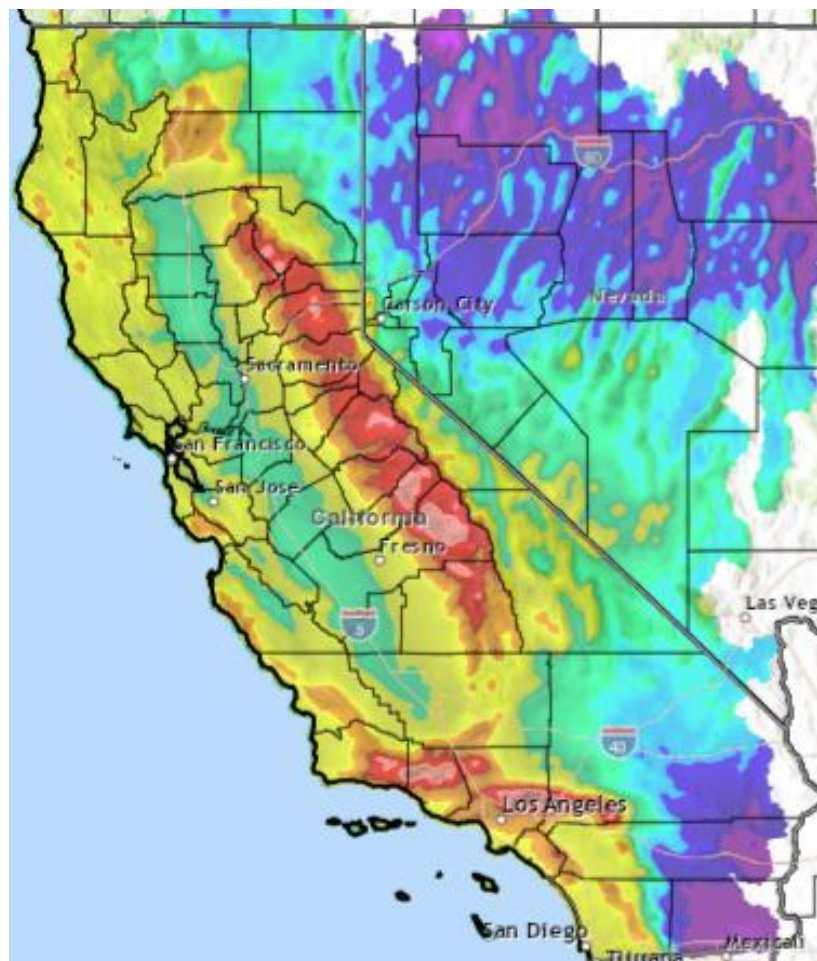 80
Nevada
Carson City
Sacramento
San Francisco
San Jose
California
Fresno
5
Las Veg
40
Los Angeles
San Diego
Mexicali
Tijuana